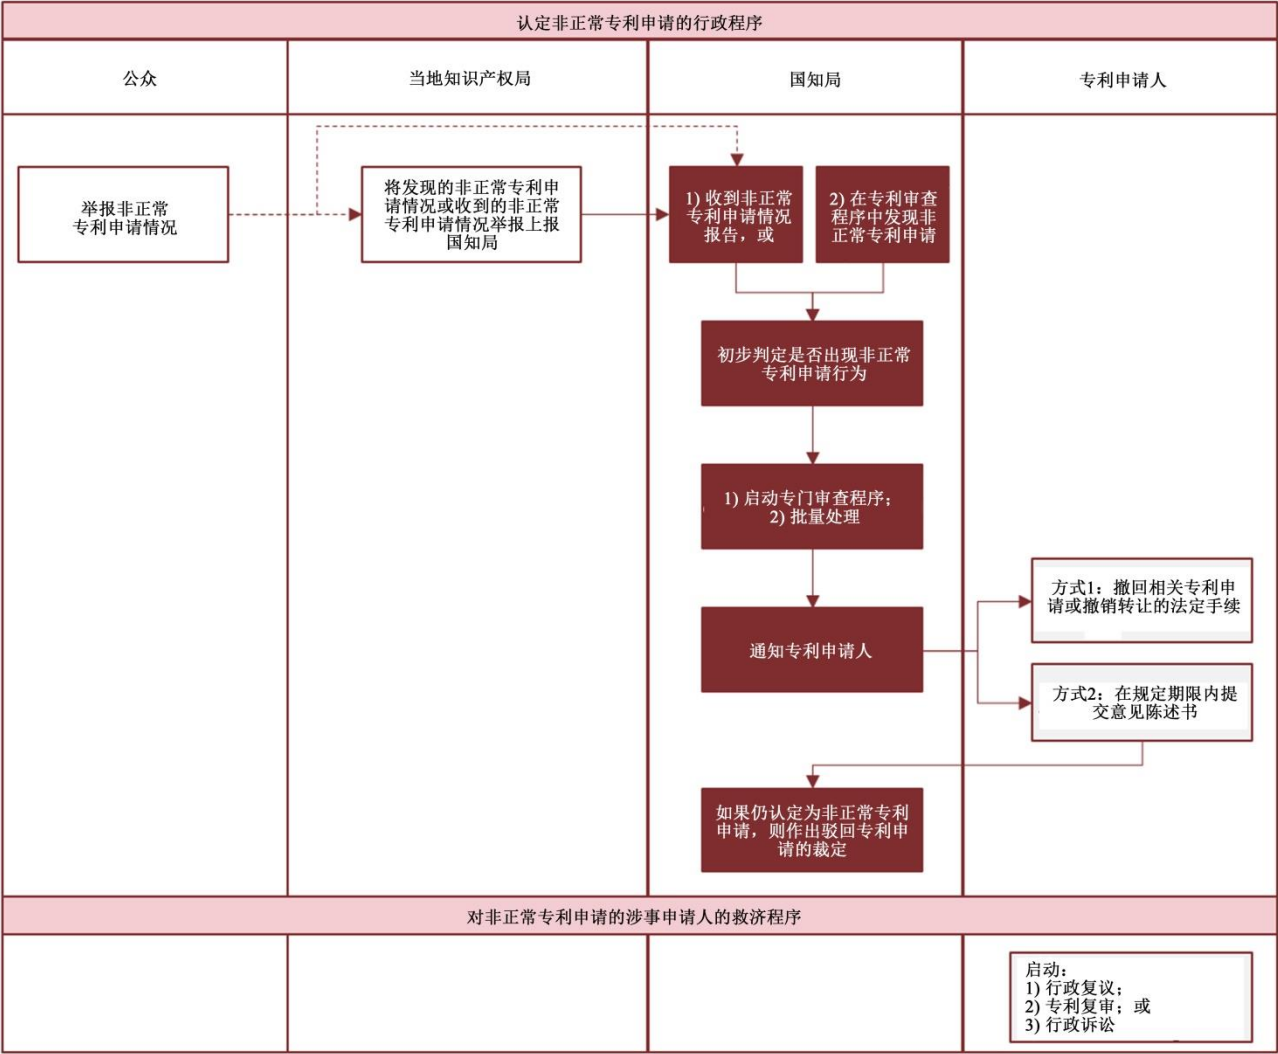 认定非正常专利申请的行政程序
公众
当地知识产权局
国知局
专利申请人
举报非正常
专利申请情况
将发现的非正常专利申
请情况或收到的非正常
专利申请情况举报上报
国知局
1) 收到非正常
专利申请情况
报告，或
2) 在专利审查
程序中发现非
正常专利申请
初步判定是否出现非正常
专利申请行为
1) 启动专门审查程序；
2) 批量处理
通知专利申请人
方式1：撤回相关专利申
请或撤销转让的法定手续
方式2：在规定期限内提
交意见陈述书
如果仍认定为非正常专利
申请，则作出驳回专利申
请的裁定
对非正常专利申请的涉事申请人的救济程序
启动：
1) 行政复议；
2) 专利复审；或
3) 行政诉讼